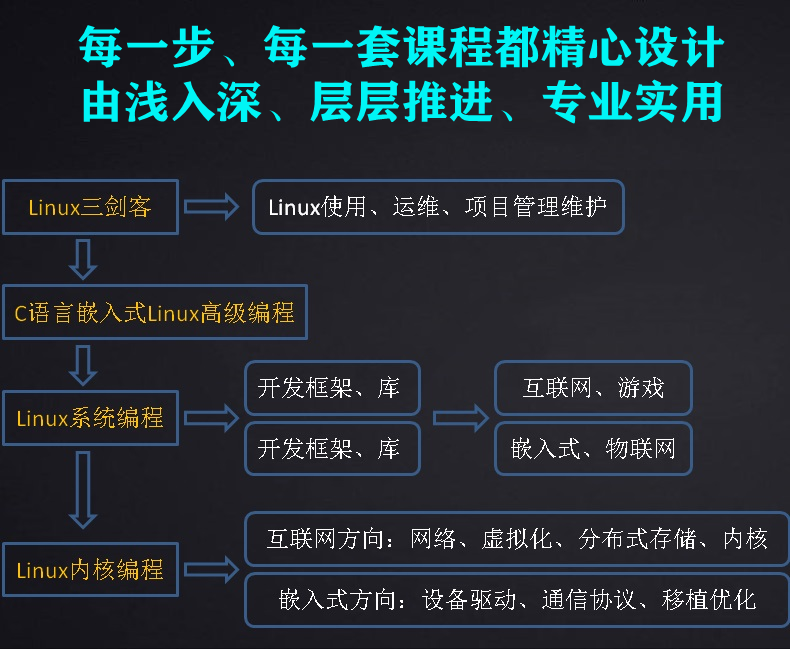 每一步、每一套课程都精心设计
由浅入深、层层推进、专业实用
Linux三剑客
Linux使用、运维、项目管理维护
C语言嵌入式Linux高级编程
Linux系统编程
开发框架、库
互联网、游戏
开发框架、库
嵌入式、物联网
Linux内核编程
互联网方向：网络、虚拟化、分布式存储、内核
嵌入式方向：设备驱动、通信协议、移植优化